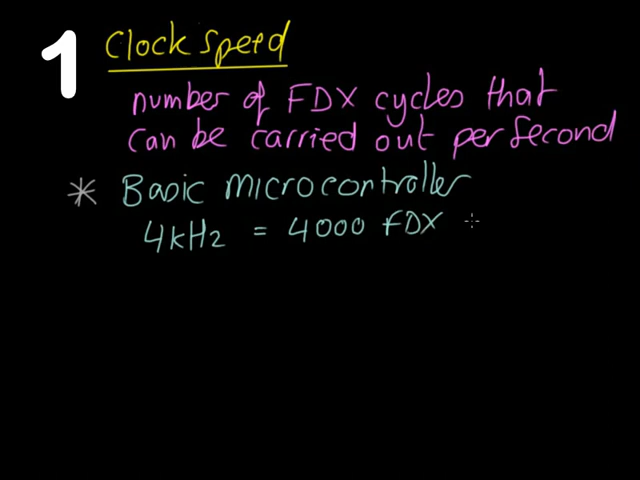 1 Clock speed
number of FDX cycles that
can be carried out per second
* Basic microcontroller
4kHz = 4000 FDX